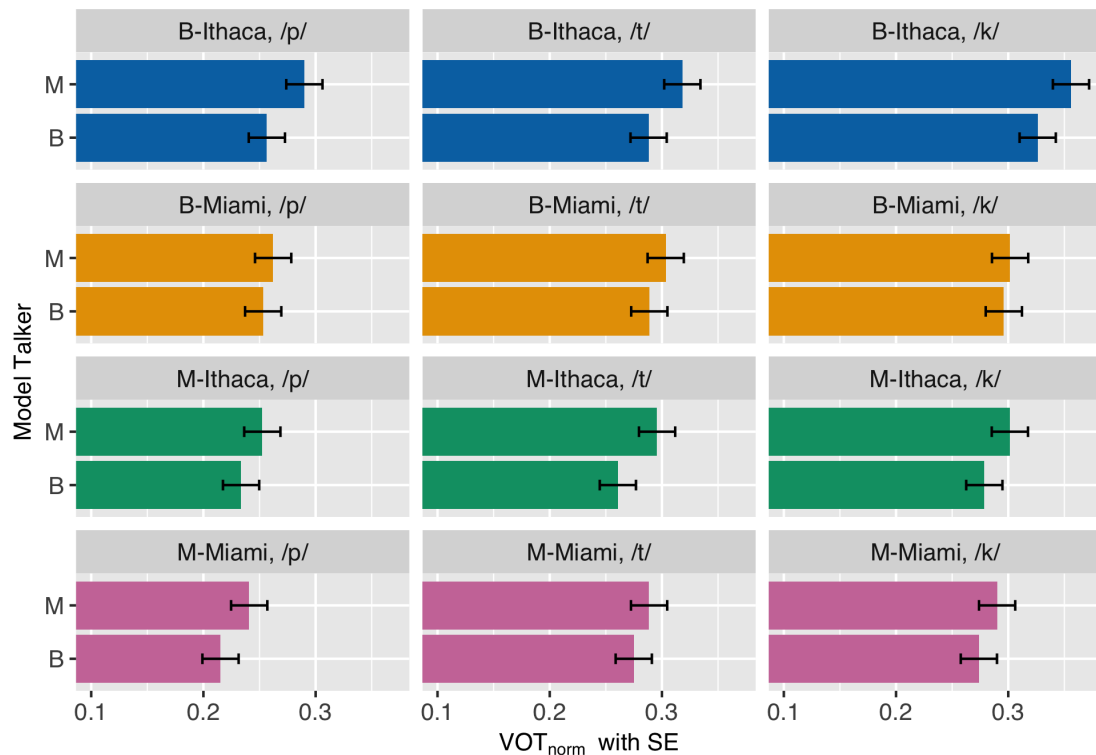 B-Ithaca, /p/
B-Ithaca, /t/
B-Ithaca, /k/
M
B
B-Miami, /p/
B-Miami, /t/
B-Miami, /k/
M
B
Model Talker
M-Ithaca, /p/
M-Ithaca, /t/
M-Ithaca, /k/
M
B
M-Miami, /p/
M-Miami, /t/
M-Miami, /k/
M
B
0.1 0.2 0.3
0.1 0.2 0.3
0.1 0.2 0.3
VOTnorm with SE